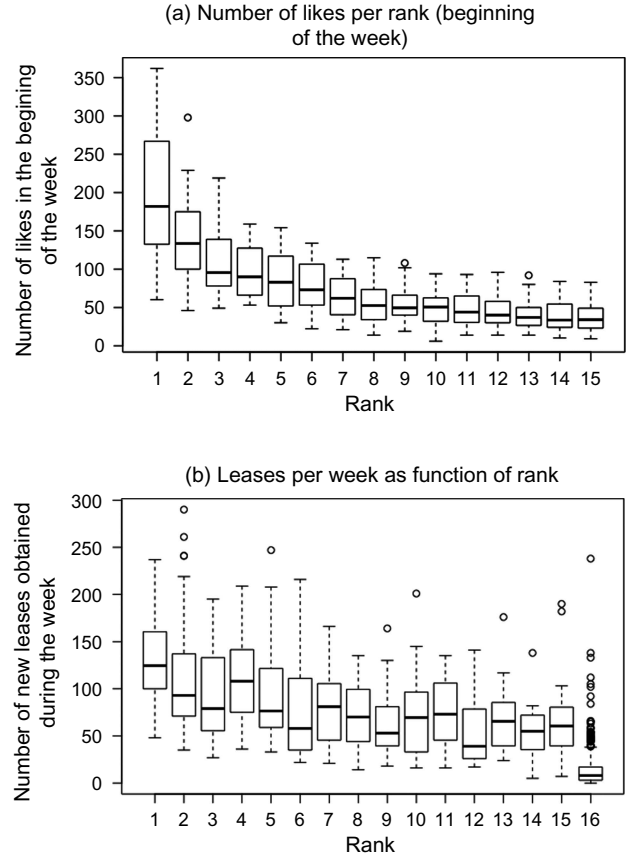 (a) Number of likes per rank (beginning
of the week)
Number of likes in the begining
of the week
350
300
250
200
150
100
50
0
1 2 3 4 5 6 7 8 9 10 11 12 13 14 15
Rank
(b) Leases per week as function of rank
Number of new leases obtained
during the week
300
250
200
150
100
50
0
1 2 3 4 5 6 7 8 9 10 11 12 13 14 15 16
Rank